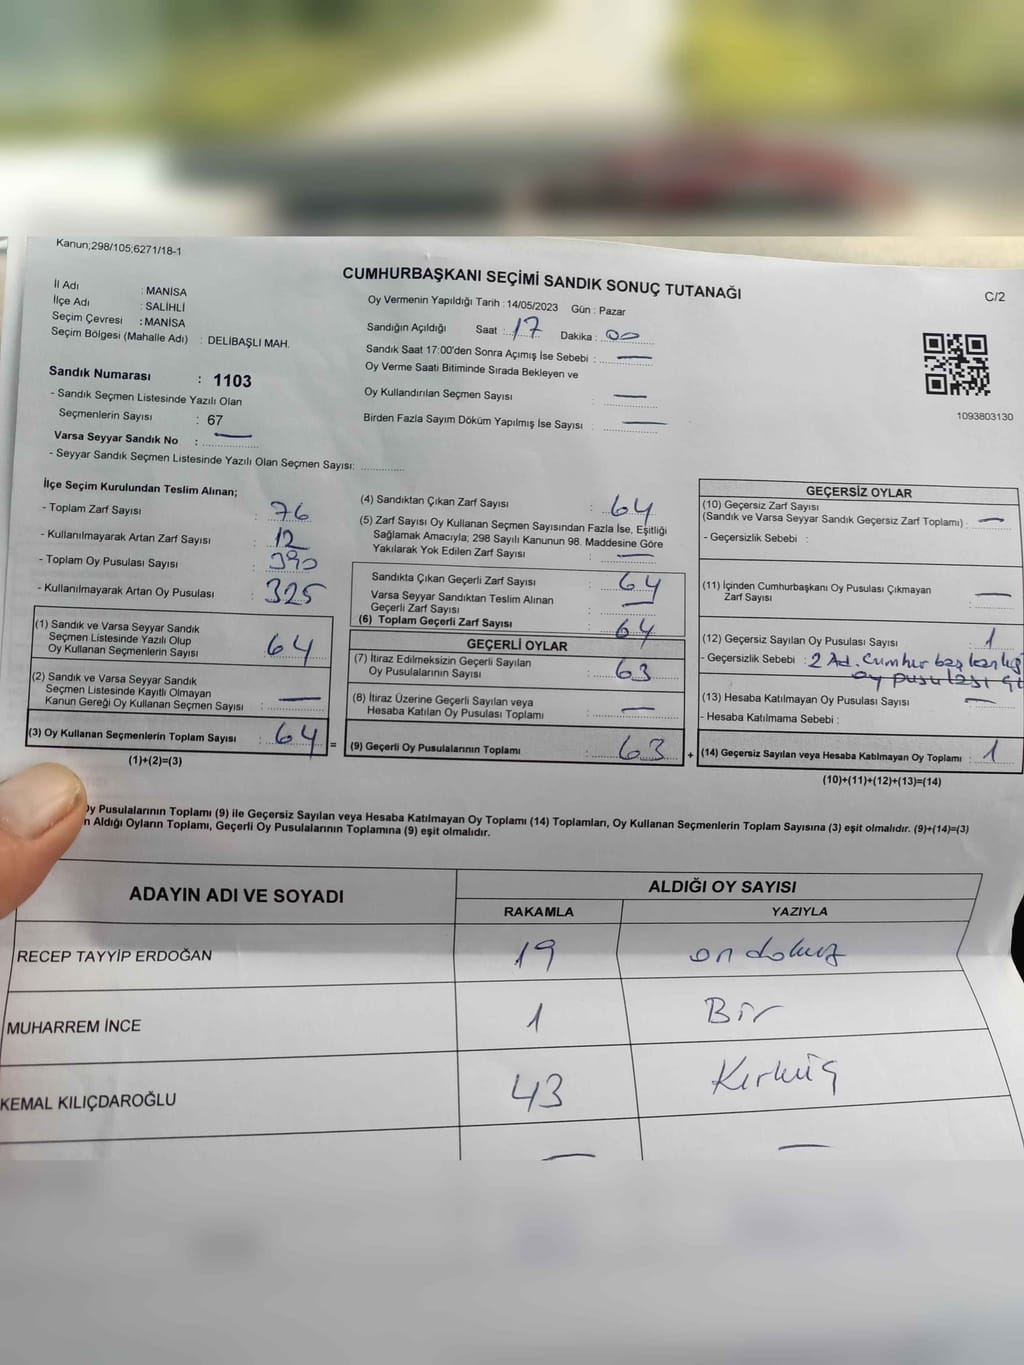 Kanun;298/105;6271/18-1
CUMHURBAŞKANI SEÇİMİ SANDIK SONUÇ TUTANAĞI
C/2
İl Adı : MANİSA
İlçe Adı : SALİHLİ
Seçim Çevresi : MANİSA
Seçim Bölgesi (Mahalle Adı) : DELİBAŞLI MAH.
Sandık Numarası : 1103
- Sandık Seçmen Listesinde Yazılı Olan
Seçmenlerin Sayısı : 67
Varsa Seyyar Sandık No : —
- Seyyar Sandık Seçmen Listesinde Yazılı Olan Seçmen Sayısı:
Oy Vermenin Yapıldığı Tarih : 14/05/2023 Gün : Pazar
Sandığın Açıldığı Saat : 17 Dakika : 00
Sandık Saat 17:00'den Sonra Açımış İse Sebebi : —
Oy Verme Saati Bitiminde Sırada Bekleyen ve
Oy Kullandırılan Seçmen Sayısı : —
Birden Fazla Sayım Döküm Yapılmış İse Sayısı : —
1093803130
İlçe Seçim Kurulundan Teslim Alınan;
- Toplam Zarf Sayısı : 76
- Kullanılmayarak Artan Zarf Sayısı : 12
- Toplam Oy Pusulası Sayısı : 390
- Kullanılmayarak Artan Oy Pusulası : 325
(1) Sandık ve Varsa Seyyar Sandık
Seçmen Listesinde Yazılı Olup
Oy Kullanan Seçmenlerin Sayısı : 64
(2) Sandık ve Varsa Seyyar Sandık
Seçmen Listesinde Kayıtlı Olmayan
Kanun Gereği Oy Kullanan Seçmen Sayısı : —
(3) Oy Kullanan Seçmenlerin Toplam Sayısı : 64 =
(1)+(2)=(3)
(4) Sandıktan Çıkan Zarf Sayısı : 64
(5) Zarf Sayısı Oy Kullanan Seçmen Sayısından Fazla İse, Eşitliği
Sağlamak Amacıyla; 298 Sayılı Kanunun 98. Maddesine Göre
Yakılarak Yok Edilen Zarf Sayısı : —
Sandıkta Çıkan Geçerli Zarf Sayısı : 64
Varsa Seyyar Sandıktan Teslim Alınan
Geçerli Zarf Sayısı : —
(6) Toplam Geçerli Zarf Sayısı : 64
GEÇERLİ OYLAR
(7) İtiraz Edilmeksizin Geçerli Sayılan
Oy Pusulalarının Sayısı : 63
(8) İtiraz Üzerine Geçerli Sayılan veya
Hesaba Katılan Oy Pusulası Toplamı : —
(9) Geçerli Oy Pusulalarının Toplamı : 63 +
GEÇERSİZ OYLAR
(10) Geçersiz Zarf Sayısı
(Sandık ve Varsa Seyyar Sandık Geçersiz Zarf Toplamı) : —
- Geçersizlik Sebebi :
(11) İçinden Cumhurbaşkanı Oy Pusulası Çıkmayan
Zarf Sayısı : —
(12) Geçersiz Sayılan Oy Pusulası Sayısı : 1
- Geçersizlik Sebebi : 2 Ad. Cumhur başkanlığı
oy pusulası
(13) Hesaba Katılmayan Oy Pusulası Sayısı : —
- Hesaba Katılmama Sebebi :
(14) Geçersiz Sayılan veya Hesaba Katılmayan Oy Toplamı : 1
(10)+(11)+(12)+(13)=(14)
Oy Pusulalarının Toplamı (9) ile Geçersiz Sayılan veya Hesaba Katılmayan Oy Toplamı (14) Toplamları, Oy Kullanan Seçmenlerin Toplam Sayısına (3) eşit olmalıdır. (9)+(14)=(3)
n Aldığı Oyların Toplamı, Geçerli Oy Pusulalarının Toplamına (9) eşit olmalıdır.
ADAYIN ADI VE SOYADI
ALDIĞI OY SAYISI
RAKAMLA YAZIYLA
RECEP TAYYİP ERDOĞAN 19 on dokuz
MUHARREM İNCE 1 Bir
KEMAL KILIÇDAROĞLU 43 Kırküç
— —